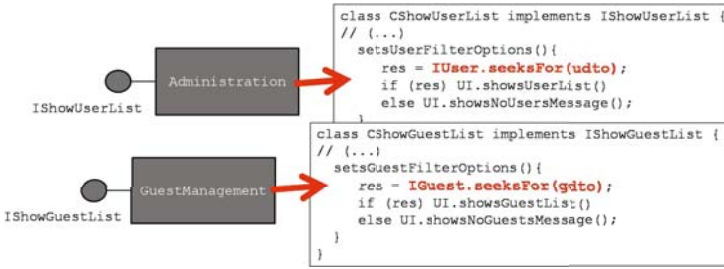 class CShowUserList implements IShowUserList {
// (...)
setsUserFilterOptions(){
res = IUser.seeksFor(udto);
if (res) UI.showsUserList()
else UI.showsNoUsersMessage();
}
Administration
IShowUserList
class CShowGuestList implements IShowGuestList {
// (...)
setsGuestFilterOptions(){
res = IGuest.seeksFor(gdto);
if (res) UI.showsGuestList()
else UI.showsNoGuestsMessage();
}
}
GuestManagement
IShowGuestList